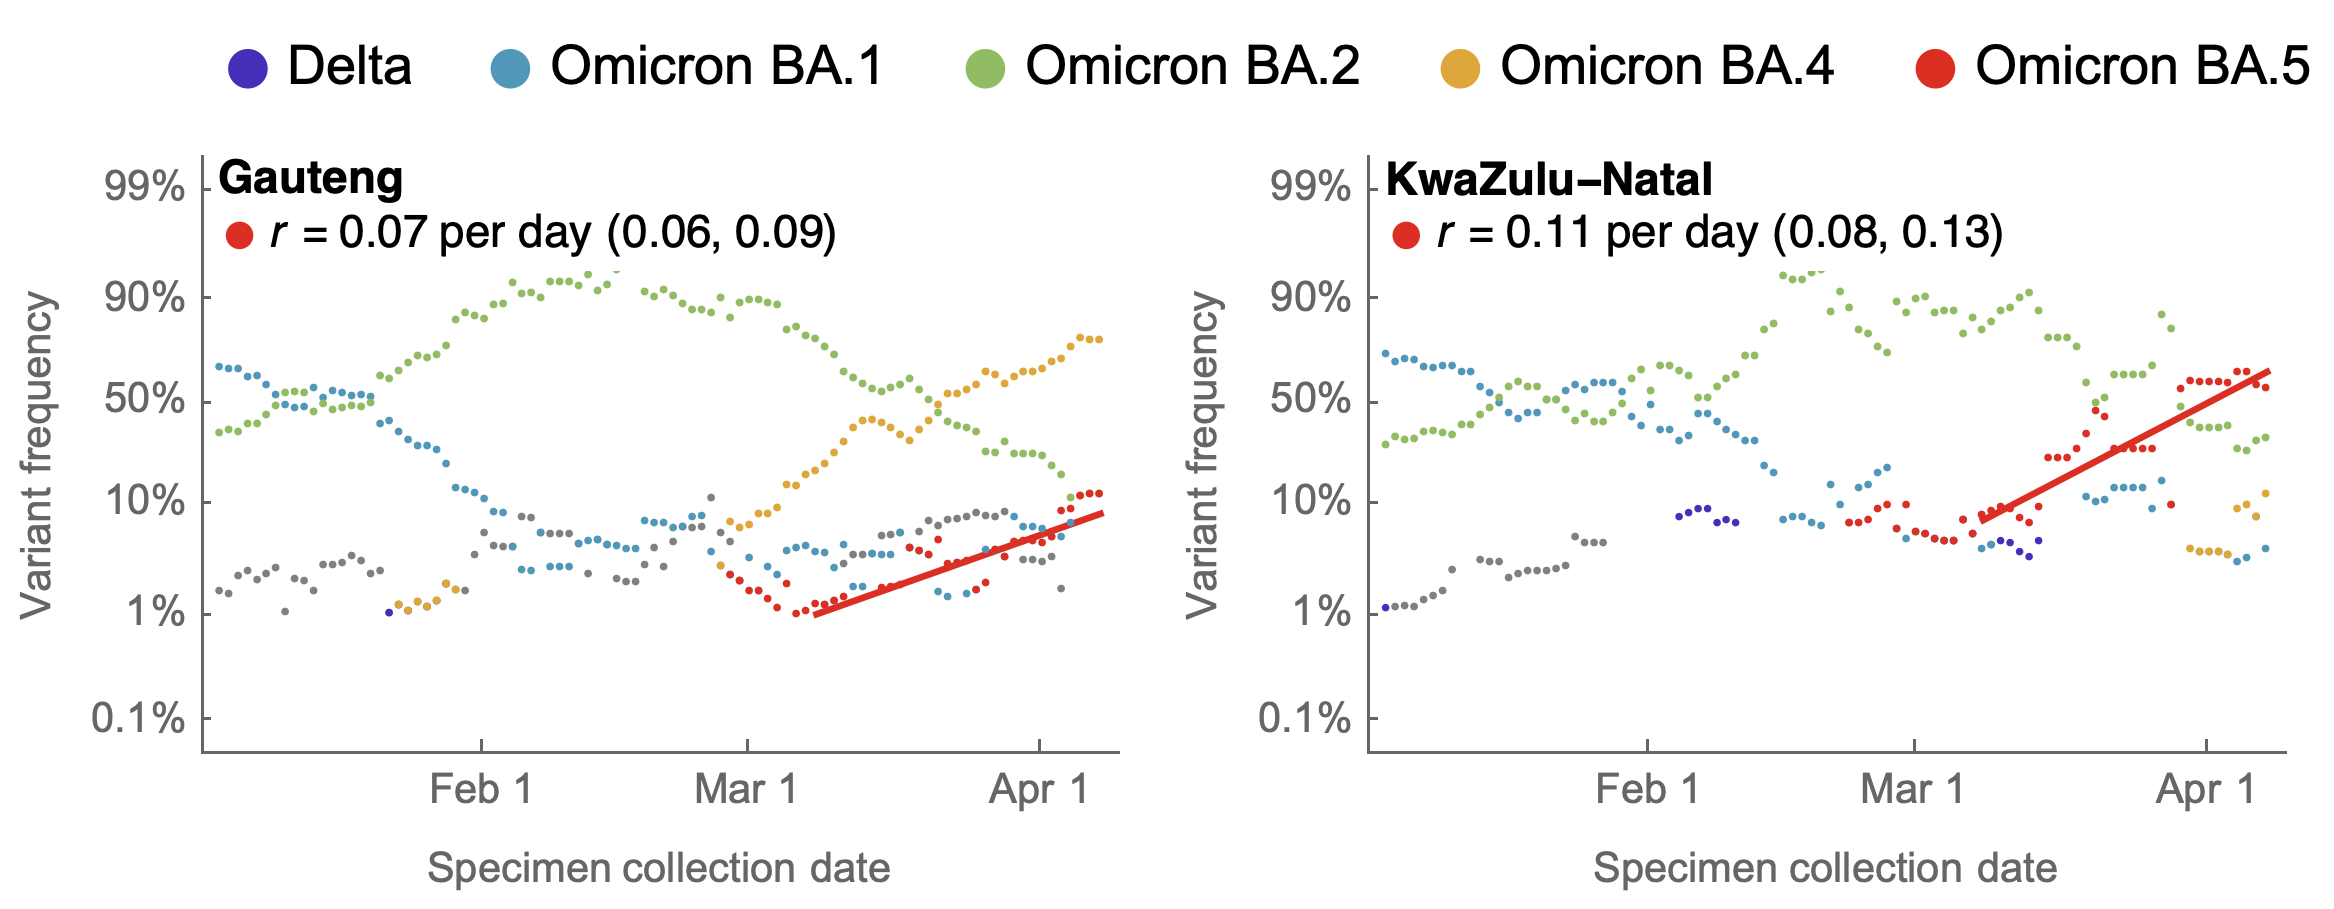 Delta Omicron BA.1 Omicron BA.2 Omicron BA.4 Omicron BA.5
Gauteng
r = 0.07 per day (0.06, 0.09)
99%
90%
50%
10%
1%
0.1%
Variant frequency
Feb 1 Mar 1 Apr 1
Specimen collection date
KwaZulu–Natal
r = 0.11 per day (0.08, 0.13)
99%
90%
50%
10%
1%
0.1%
Variant frequency
Feb 1 Mar 1 Apr 1
Specimen collection date